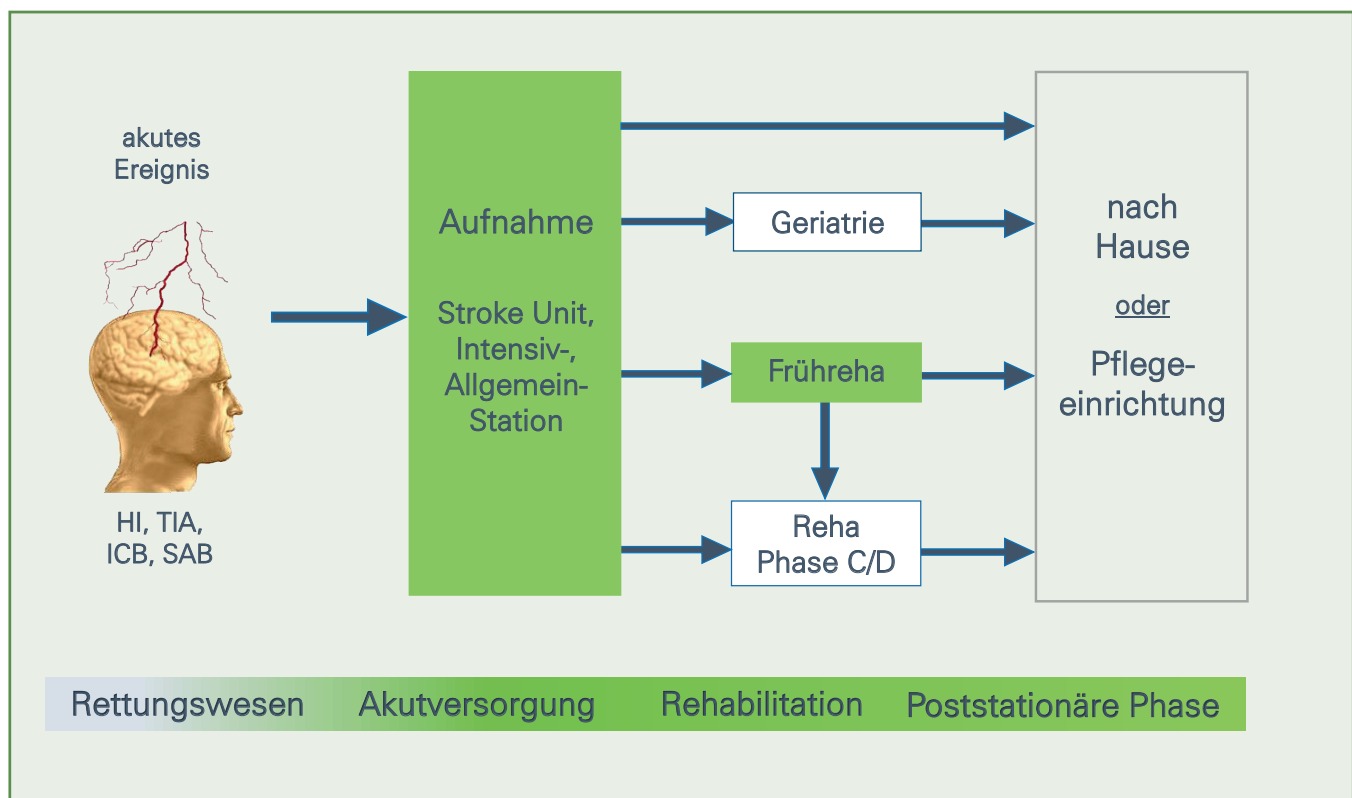 akutes
Ereignis
HI, TIA,
ICB, SAB
Aufnahme
Stroke Unit,
Intensiv-,
Allgemein-
Station
Geriatrie
Frühreha
Reha
Phase C/D
nach
Hause
oder
Pflege-
einrichtung
Rettungswesen Akutversorgung Rehabilitation Poststationäre Phase